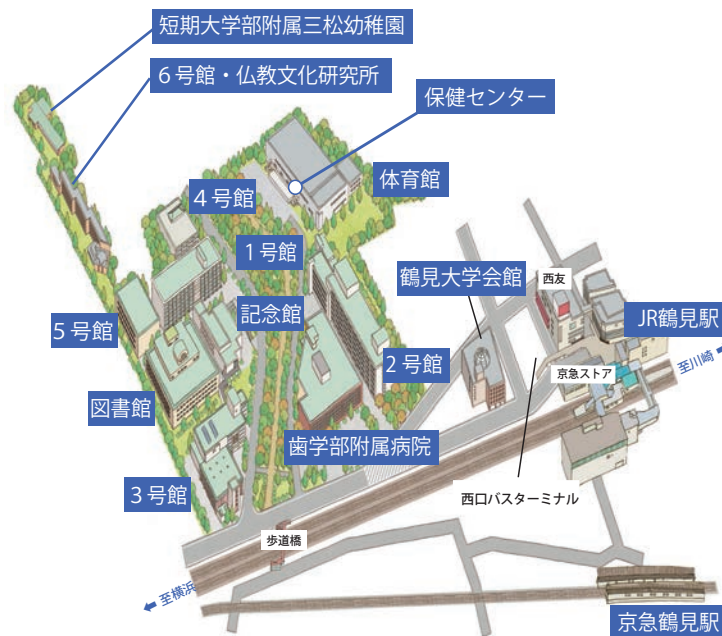 短期大学部附属三松幼稚園
6号館・仏教文化研究所
保健センター
体育館
4号館
1号館
鶴見大学会館
西友
記念館
JR鶴見駅
5号館
2号館
京急ストア
至川崎
図書館
歯学部附属病院
3号館
西口バスターミナル
歩道橋
至横浜
京急鶴見駅